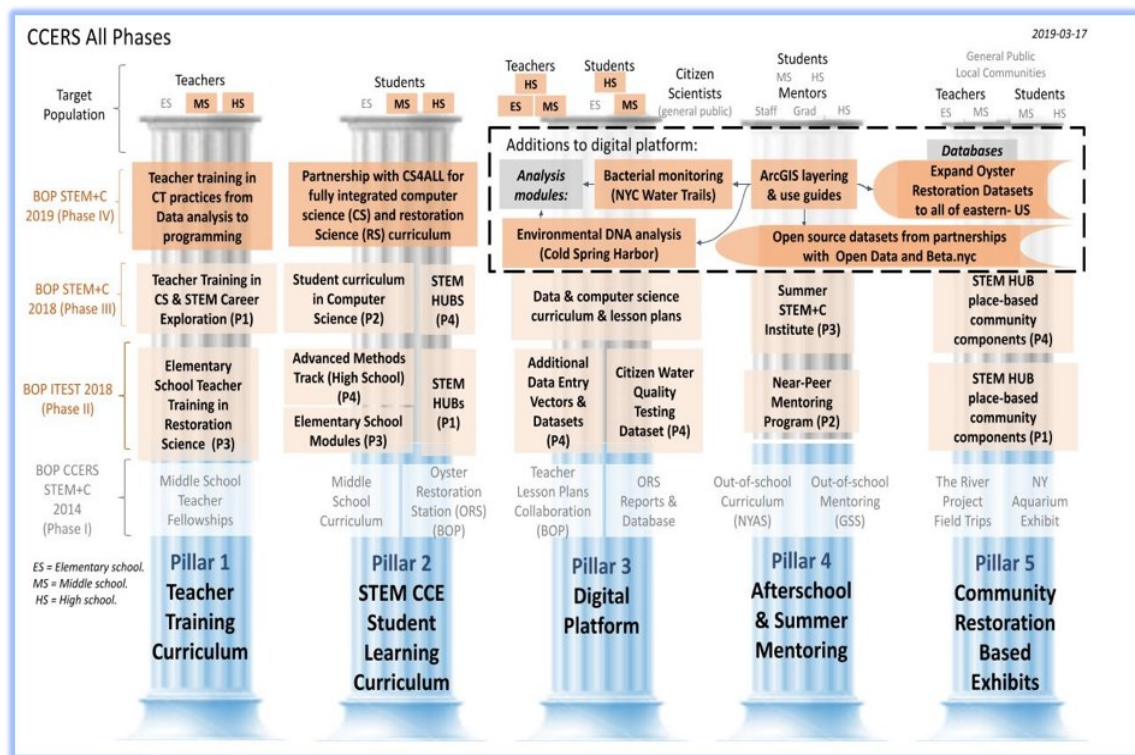 CCERS All Phases
2019-03-17
Target
Population
Teachers
ES MS HS
Students
ES MS HS
Teachers
HS
ES MS
Students
HS
ES MS
Citizen
Scientists
(general public)
Students
MS HS
Mentors
Staff Grad HS
General Public
Local Communities
Teachers
ES MS
Students
MS HS
BOP STEM+C
2019 (Phase IV)
Teacher training in
CT practices from
Data analysis to
programming
Partnership with CS4ALL for
fully integrated computer
science (CS) and restoration
Science (RS) curriculum
Additions to digital platform:
Analysis
modules:
Bacterial monitoring
(NYC Water Trails)
ArcGIS layering
& use guides
Databases
Expand Oyster
Restoration Datasets
to all of eastern- US
Environmental DNA analysis
(Cold Spring Harbor)
Open source datasets from partnerships
with Open Data and Beta.nyc
BOP STEM+C
2018 (Phase III)
Teacher Training in
CS & STEM Career
Exploration (P1)
Student curriculum
in Computer
Science (P2)
STEM
HUBS
(P4)
Data & computer science
curriculum & lesson plans
Summer
STEM+C
Institute (P3)
STEM HUB
place-based
community
components (P4)
BOP ITEST 2018
(Phase II)
Elementary
School Teacher
Training in
Restoration
Science (P3)
Advanced Methods
Track (High School)
(P4)
Elementary School
Modules (P3)
STEM
HUBs
(P1)
Additional
Data Entry
Vectors &
Datasets
(P4)
Citizen Water
Quality
Testing
Dataset (P4)
Near-Peer
Mentoring
Program (P2)
STEM HUB
place-based
community
components (P1)
BOP CCERS
STEM+C
2014
(Phase I)
Middle School
Teacher
Fellowships
Middle
School
Curriculum
Oyster
Restoration
Station (ORS)
(BOP)
Teacher
Lesson Plans
Collaboration
(BOP)
ORS
Reports &
Database
Out-of-school
Curriculum
(NYAS)
Out-of-school
Mentoring
(GSS)
The River
Project
Field Trips
NY
Aquarium
Exhibit
ES = Elementary school.
MS = Middle school.
HS = High school.
Pillar 1
Teacher
Training
Curriculum
Pillar 2
STEM CCE
Student
Learning
Curriculum
Pillar 3
Digital
Platform
Pillar 4
Afterschool
& Summer
Mentoring
Pillar 5
Community
Restoration
Based
Exhibits